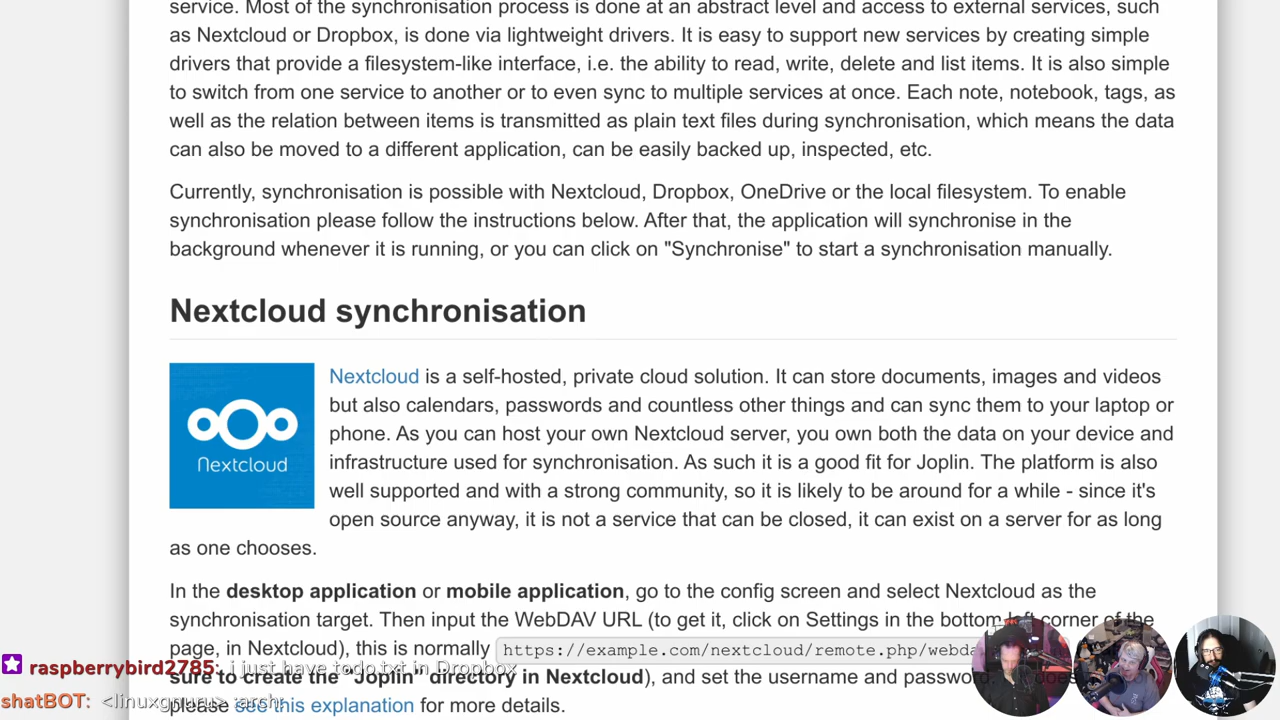 service. Most of the synchronisation process is done at an abstract level and access to external services, such
as Nextcloud or Dropbox, is done via lightweight drivers. It is easy to support new services by creating simple
drivers that provide a filesystem-like interface, i.e. the ability to read, write, delete and list items. It is also simple
to switch from one service to another or to even sync to multiple services at once. Each note, notebook, tags, as
well as the relation between items is transmitted as plain text files during synchronisation, which means the data
can also be moved to a different application, can be easily backed up, inspected, etc.
Currently, synchronisation is possible with Nextcloud, Dropbox, OneDrive or the local filesystem. To enable
synchronisation please follow the instructions below. After that, the application will synchronise in the
background whenever it is running, or you can click on "Synchronise" to start a synchronisation manually.
Nextcloud synchronisation
Nextcloud
Nextcloud is a self-hosted, private cloud solution. It can store documents, images and videos
but also calendars, passwords and countless other things and can sync them to your laptop or
phone. As you can host your own Nextcloud server, you own both the data on your device and
infrastructure used for synchronisation. As such it is a good fit for Joplin. The platform is also
well supported and with a strong community, so it is likely to be around for a while - since it's
open source anyway, it is not a service that can be closed, it can exist on a server for as long
as one chooses.
In the desktop application or mobile application, go to the config screen and select Nextcloud as the
synchronisation target. Then input the WebDAV URL (to get it, click on Settings in the bottom left corner of the
page, in Nextcloud), this is normally https://example.com/nextcloud/remote.php/webda
raspberrybird2785: i just have todo.txt in Dropbox
sure to create the "Joplin" directory in Nextcloud), and set the username and password.
shatBOT: <linuxgnuru> :arch:
please see this explanation for more details.